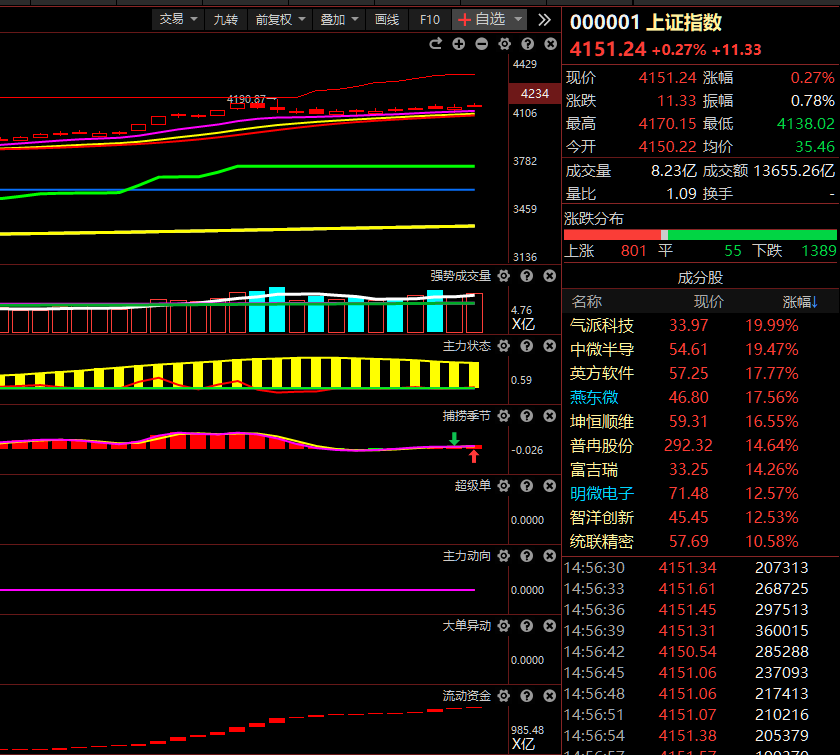 交易 九转 前复权 叠加 画线 F10 自选
000001 上证指数
4151.24 +0.27% +11.33
4429
4234
4190.87
4106
3782
3459
3136
现价 4151.24 涨幅 0.27%
涨跌 11.33 振幅 0.78%
最高 4170.15 最低 4138.02
今开 4150.22 均价 35.46
成交量 8.23亿 成交额 13655.26亿
量比 1.09 换手 -
涨跌分布
上涨 801 平 55 下跌 1389
强势成交量
4.76
X亿
主力状态
0.59
捕捞季节
-0.026
超级单
0.0000
主力动向
0.0000
大单异动
0.0000
流动资金
985.48
X亿
成分股
名称 现价 涨幅↓
气派科技 33.97 19.99%
中微半导 54.61 19.47%
英方软件 57.25 17.77%
燕东微 46.80 17.56%
坤恒顺维 59.31 16.55%
普冉股份 292.32 14.64%
富吉瑞 33.25 14.26%
明微电子 71.48 12.57%
智洋创新 45.45 12.53%
统联精密 57.69 10.58%
14:56:30 4151.34 207313
14:56:33 4151.61 268725
14:56:36 4151.45 297513
14:56:39 4151.31 360015
14:56:42 4150.54 285288
14:56:45 4151.06 237093
14:56:48 4151.06 217413
14:56:51 4151.07 210216
14:56:54 4151.38 205379